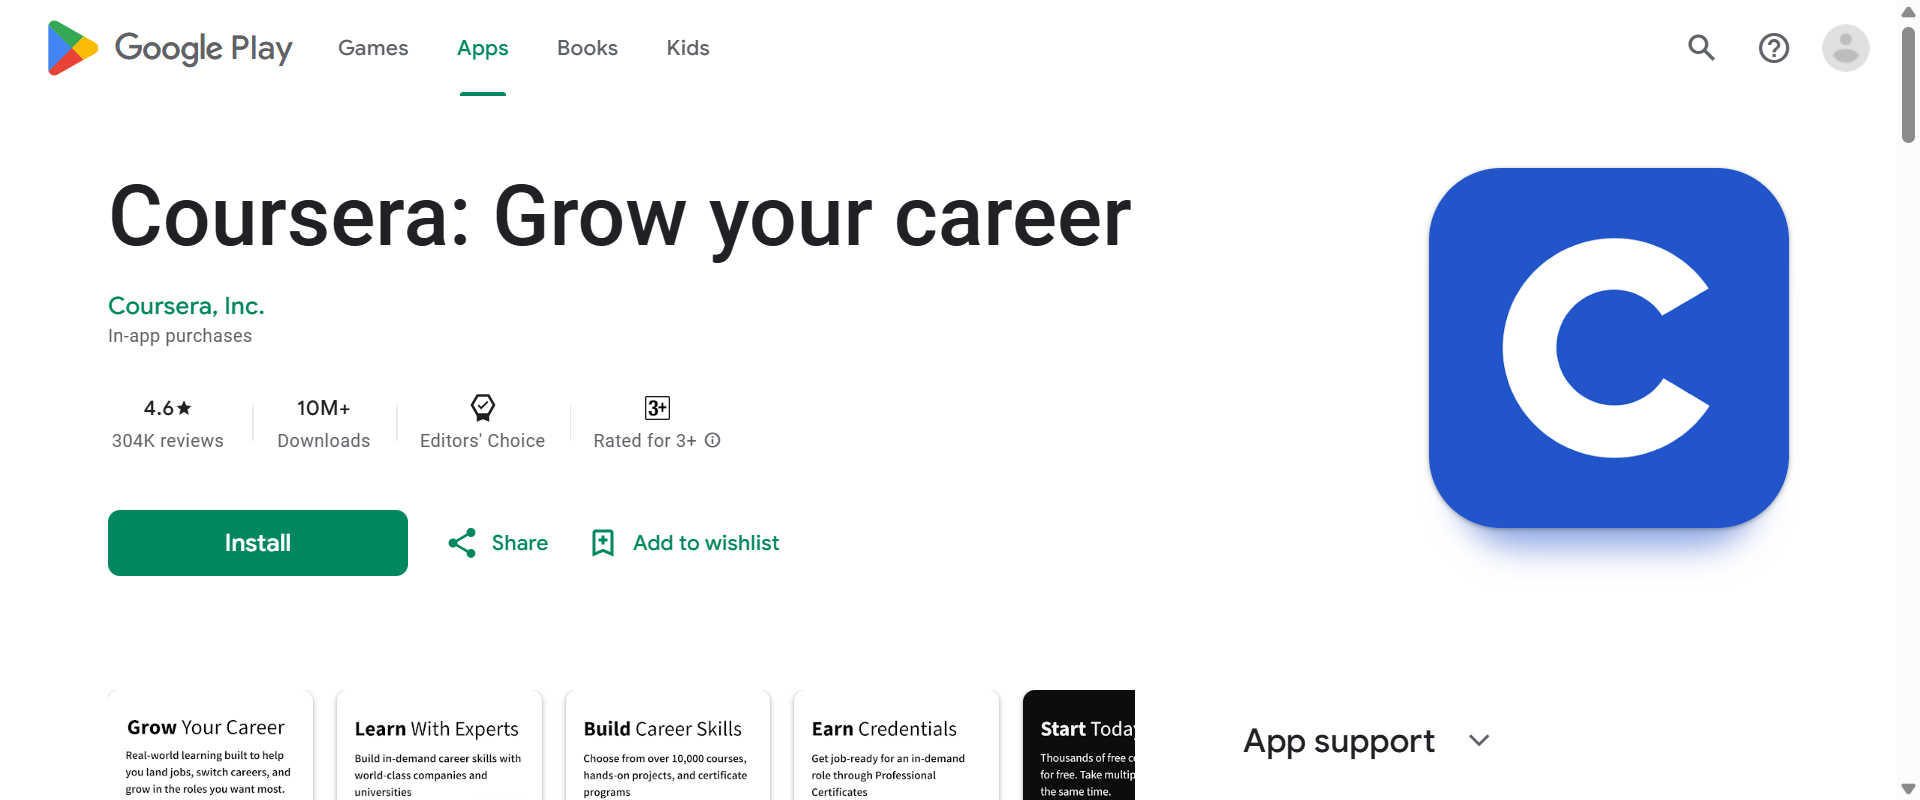 Google Play Games Apps Books Kids
Coursera: Grow your career
Coursera, Inc.
In-app purchases
4.6★ 10M+ 3+
304K reviews Downloads Editors' Choice Rated for 3+
Install Share Add to wishlist
Grow Your Career
Real-world learning built to help
you land jobs, switch careers, and
grow in the roles you want most.
Learn With Experts
Build in-demand career skills with
world-class companies and
universities
Build Career Skills
Choose from over 10,000 courses,
hands-on projects, and certificate
programs
Earn Credentials
Get job-ready for an in-demand
role through Professional
Certificates
Start Today
Thousands of free
for free. Take
the same time.
App support